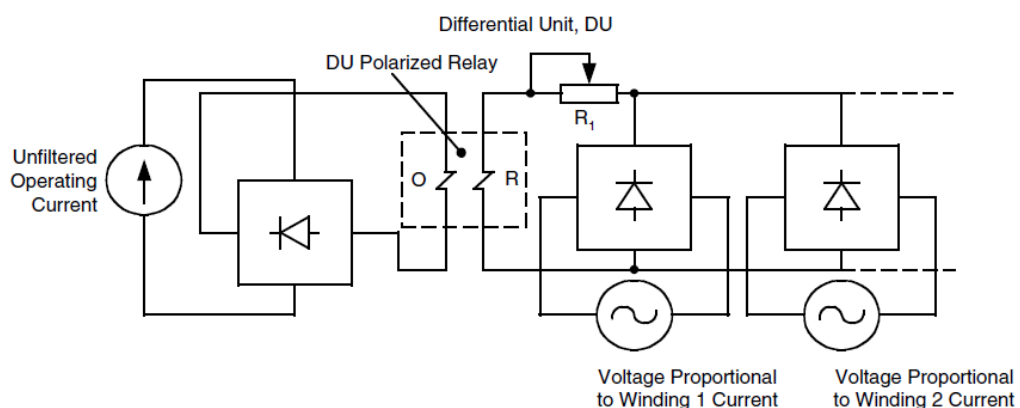 Differential Unit, DU
DU Polarized Relay
R1
Unfiltered
Operating
Current
O
R
Voltage Proportional
to Winding 1 Current
Voltage Proportional
to Winding 2 Current